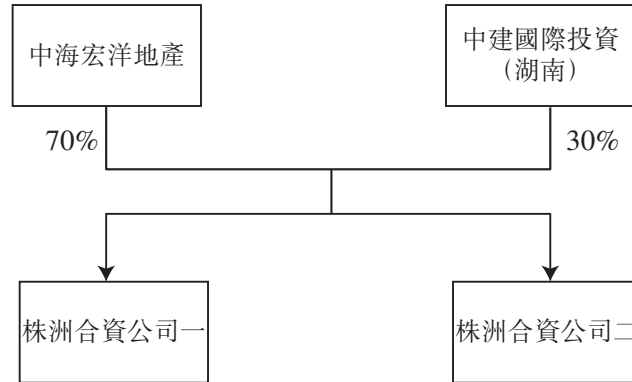 中海宏洋地產
中建國際投資
（湖南）
70%
30%
株洲合資公司一
株洲合資公司二